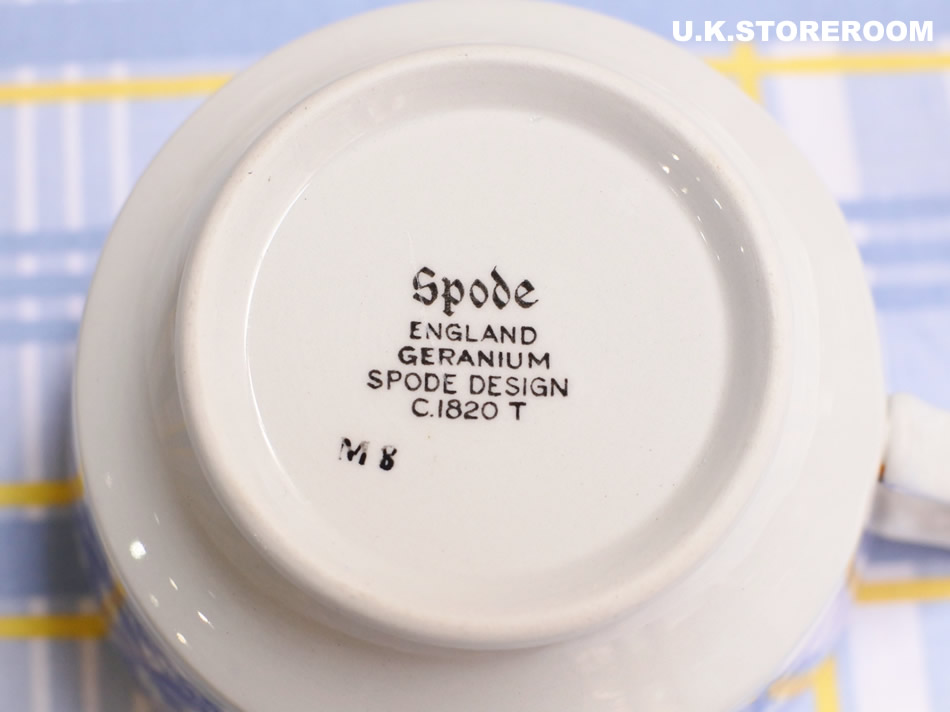 U.K.STOREROOM
Spode
ENGLAND
GERANIUM
SPODE DESIGN
C.1820 T
M 8